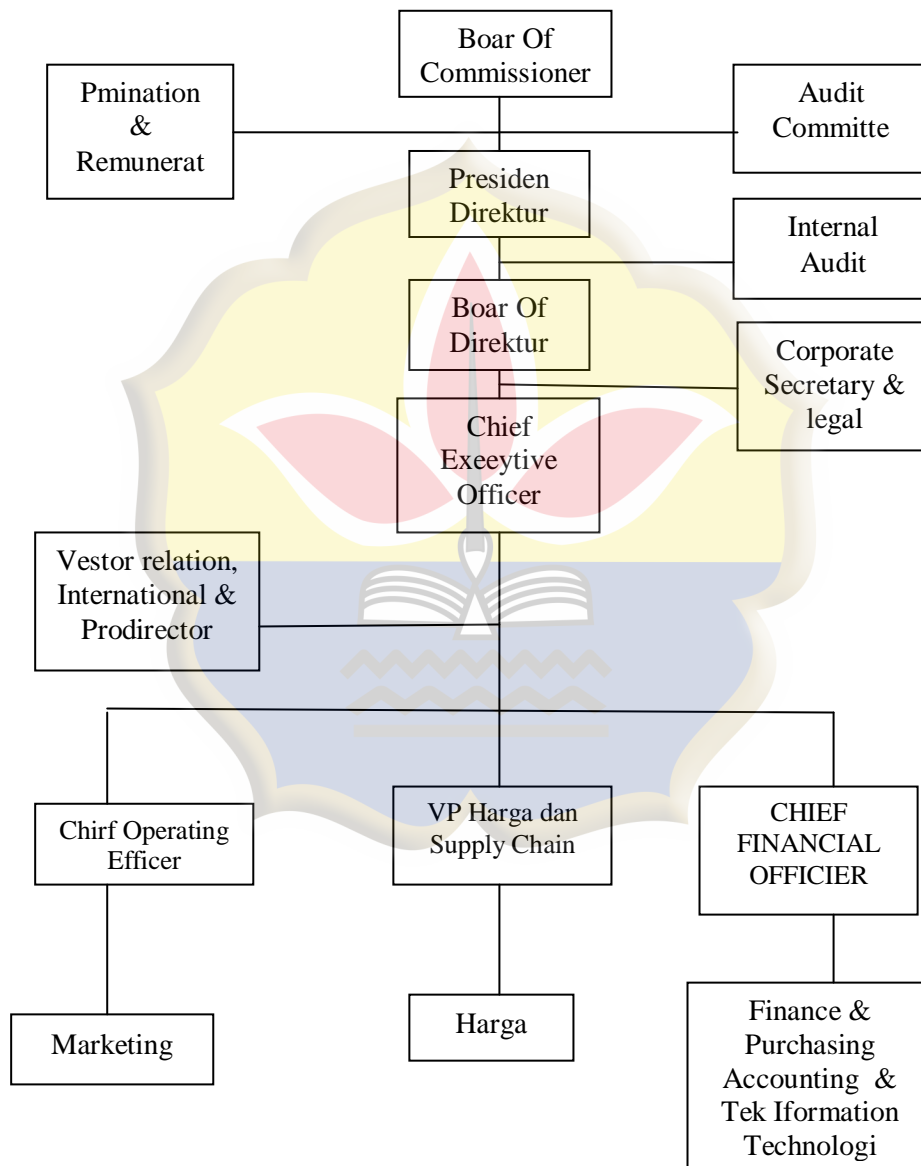 Boar Of
Commissioner
Pmination
&
Remunerat
Audit
Committe
Presiden
Direktur
Internal
Audit
Boar Of
Direktur
Corporate
Secretary &
legal
Chief
Exeeytive
Officer
Vestor relation,
International &
Prodirector
Chirf Operating
Efficer
VP Harga dan
Supply Chain
CHIEF
FINANCIAL
OFFICIER
Marketing
Harga
Finance &
Purchasing
Accounting &
Tek Iformation
Technologi